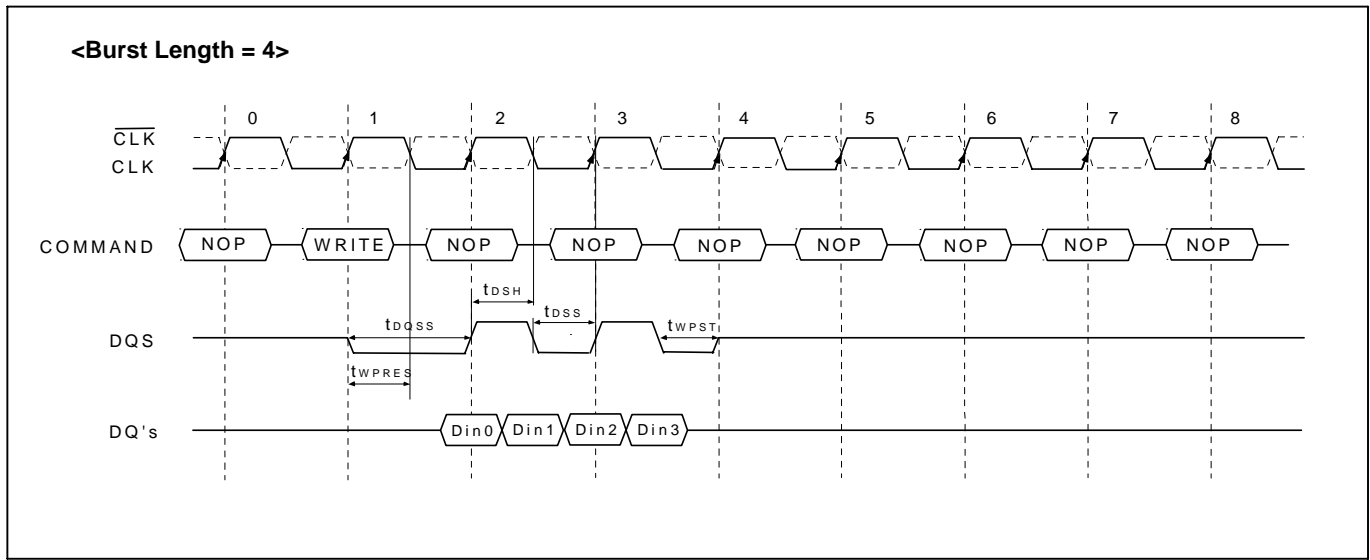 <Burst Length = 4>
0 1 2 3 4 5 6 7 8
CLK
CLK
COMMAND NOP WRITE NOP NOP NOP NOP NOP NOP NOP
tDSH
tDQSS tDSS tWPST
DQS
tWPRES
DQ's Din0 Din1 Din2 Din3